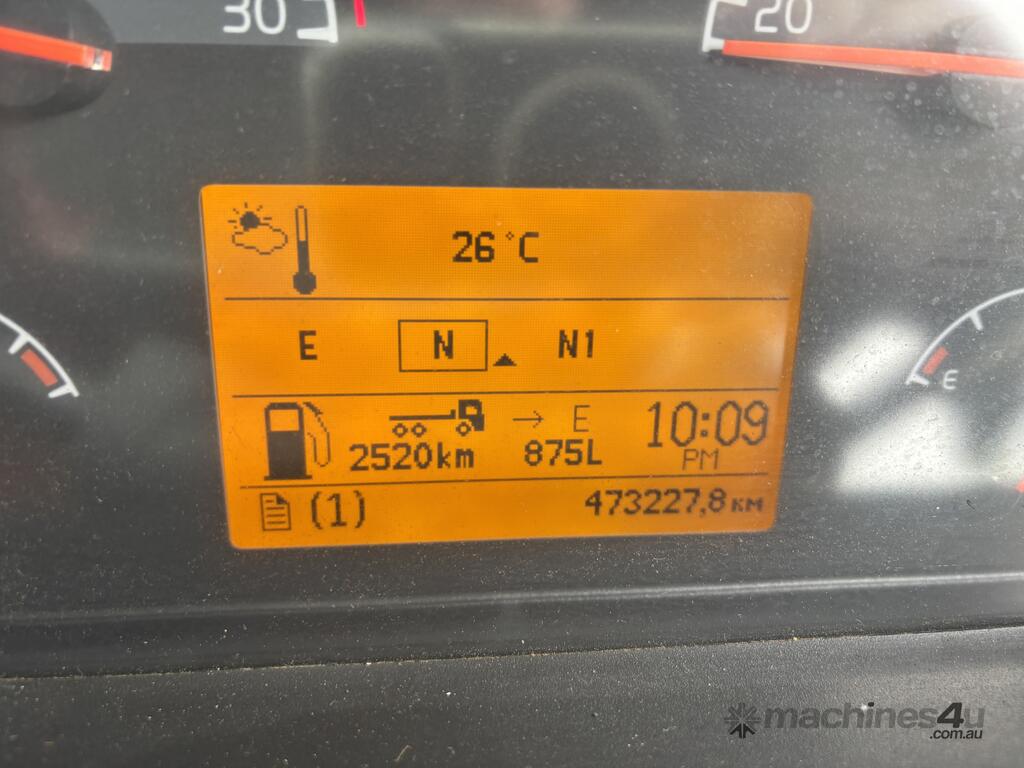 30
20
26 °C
E N N1
E
→ E 10:09
2520km 875L PM
(1) 473227,8 KM
machines4u
.com.au